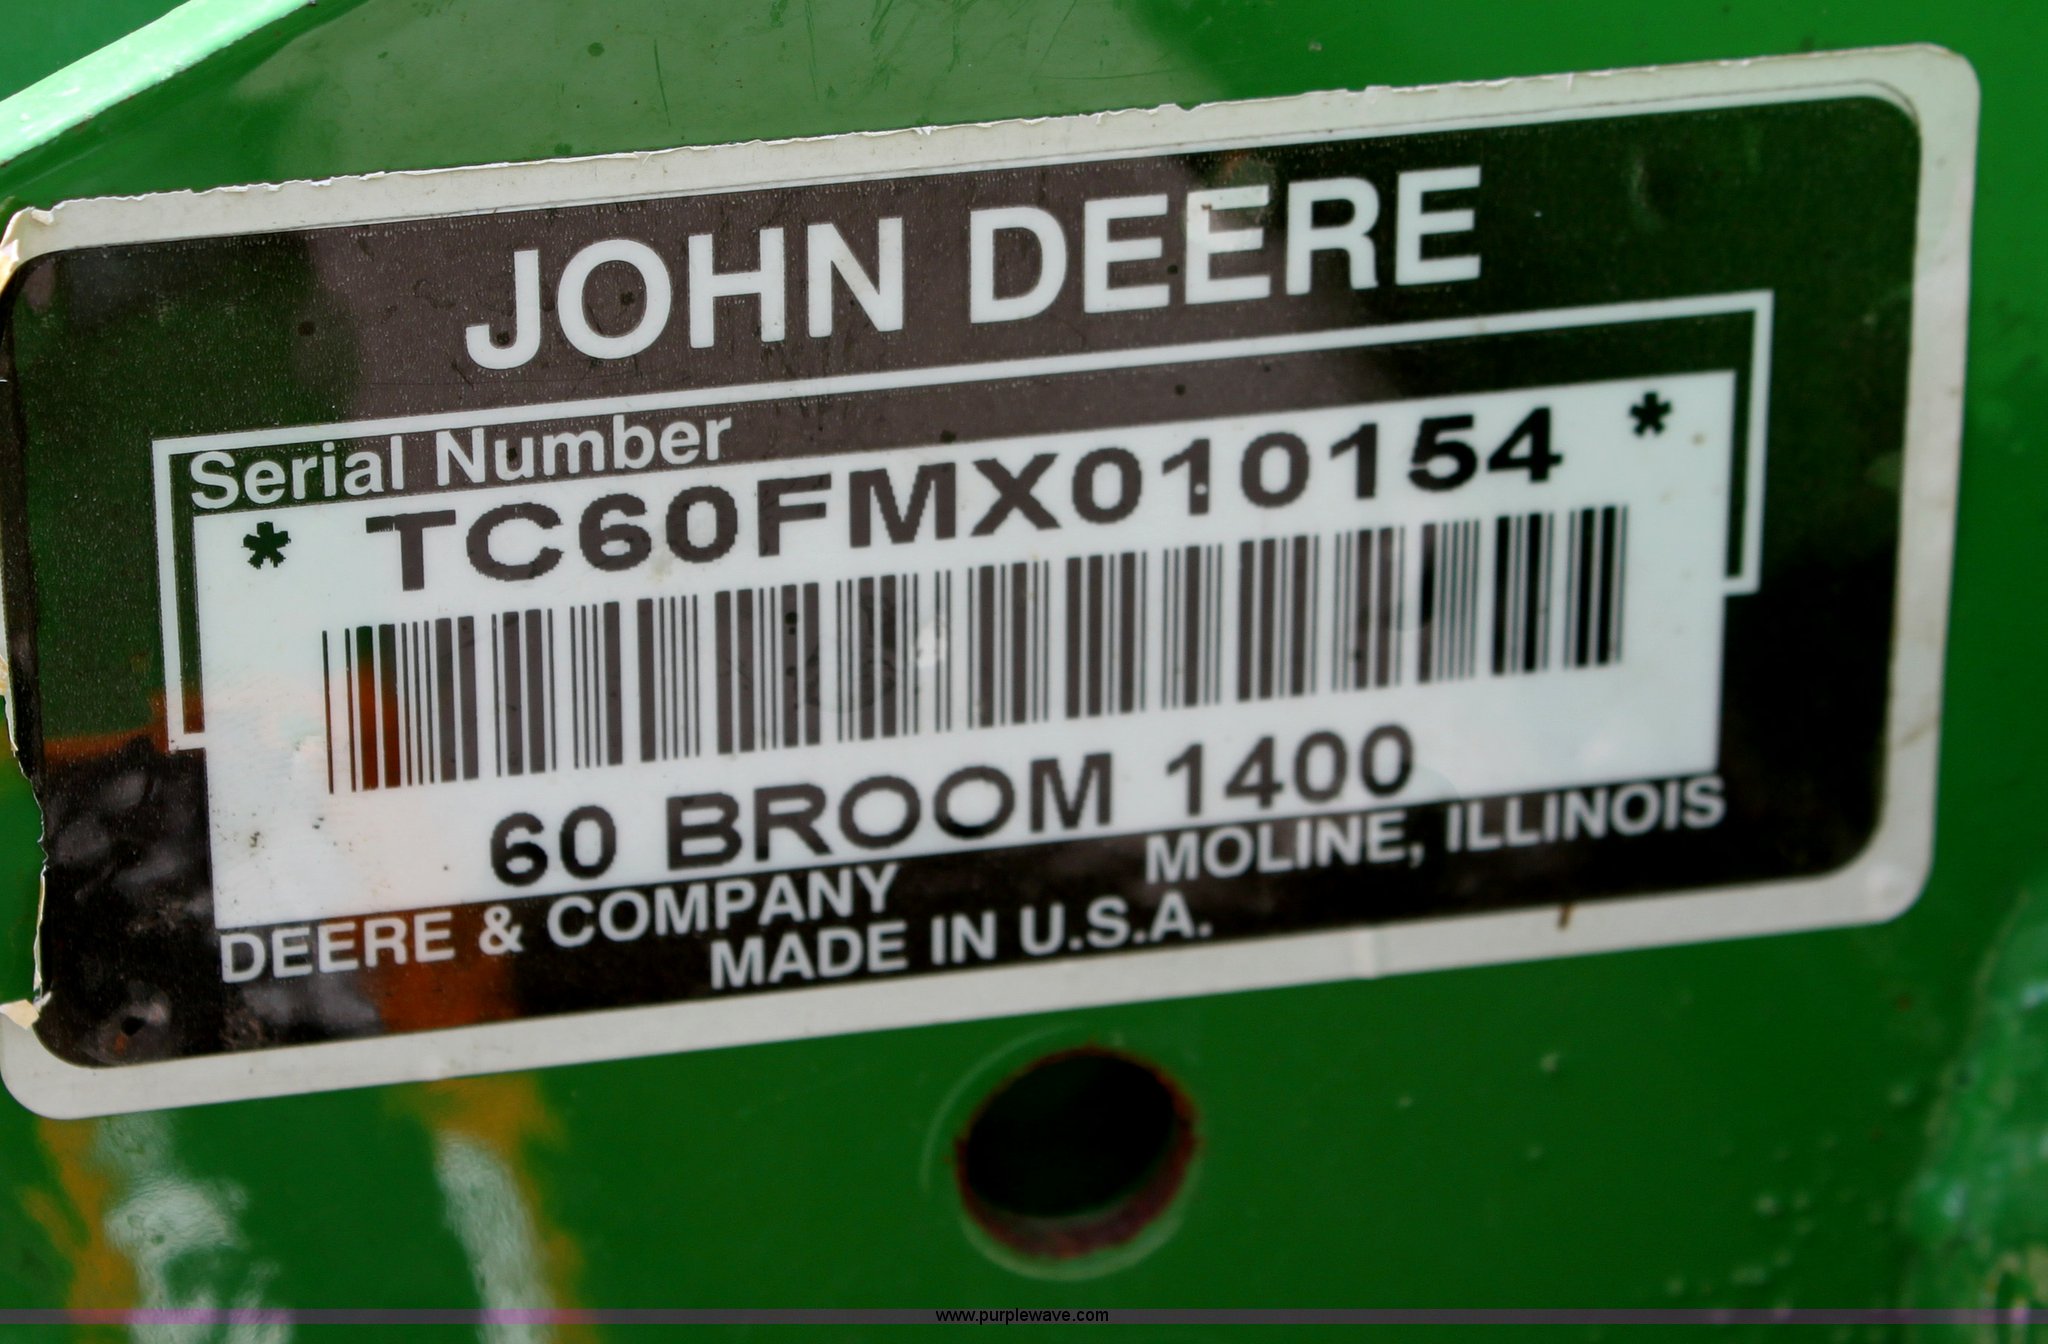 JOHN DEERE
Serial Number
* TC60FMX010154 *
60 BROOM 1400
DEERE & COMPANY MOLINE, ILLINOIS
MADE IN U.S.A.
www.purplewave.com